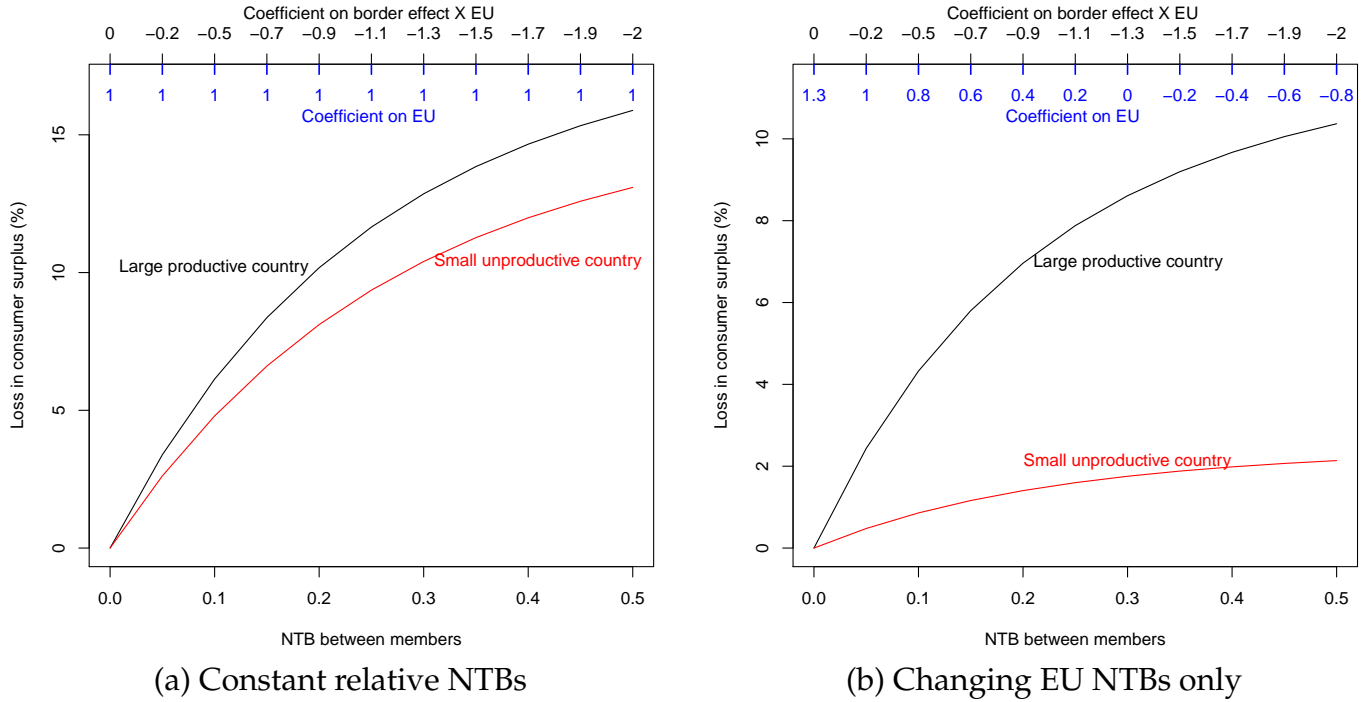 Coefficient on border effect X EU
0 −0.2 −0.5 −0.7 −0.9 −1.1 −1.3 −1.5 −1.7 −1.9 −2
1 1 1 1 1 1 1 1 1 1 1
Coefficient on EU
15
10
5
0
Loss in consumer surplus (%)
Large productive country
Small unproductive country
0.0 0.1 0.2 0.3 0.4 0.5
NTB between members
(a) Constant relative NTBs
Coefficient on border effect X EU
0 −0.2 −0.5 −0.7 −0.9 −1.1 −1.3 −1.5 −1.7 −1.9 −2
1.3 1 0.8 0.6 0.4 0.2 0 −0.2 −0.4 −0.6 −0.8
Coefficient on EU
10
8
6
4
2
0
Loss in consumer surplus (%)
Large productive country
Small unproductive country
0.0 0.1 0.2 0.3 0.4 0.5
NTB between members
(b) Changing EU NTBs only